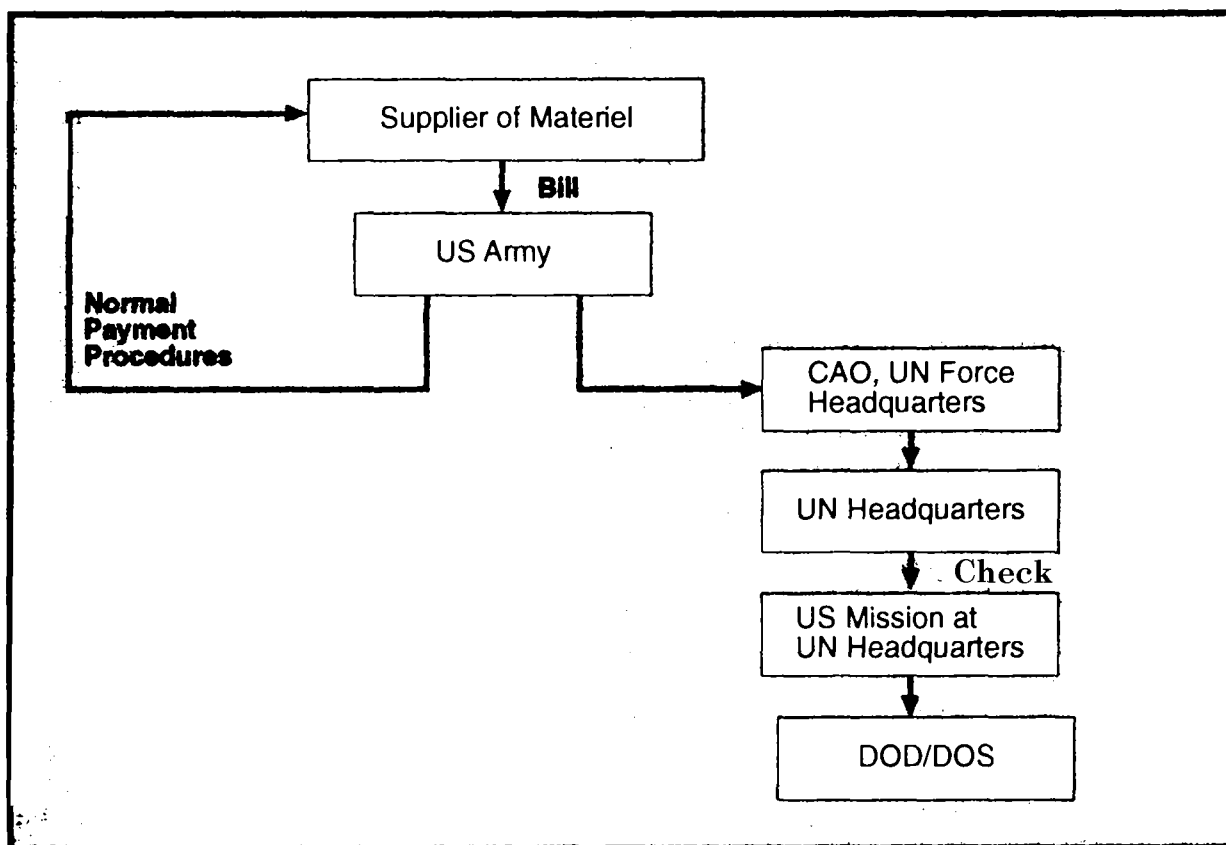 Supplier of Materiel
Bill
US Army
Normal
Payment
Procedures
CAO, UN Force
Headquarters
UN Headquarters
Check
US Mission at
UN Headquarters
DOD/DOS